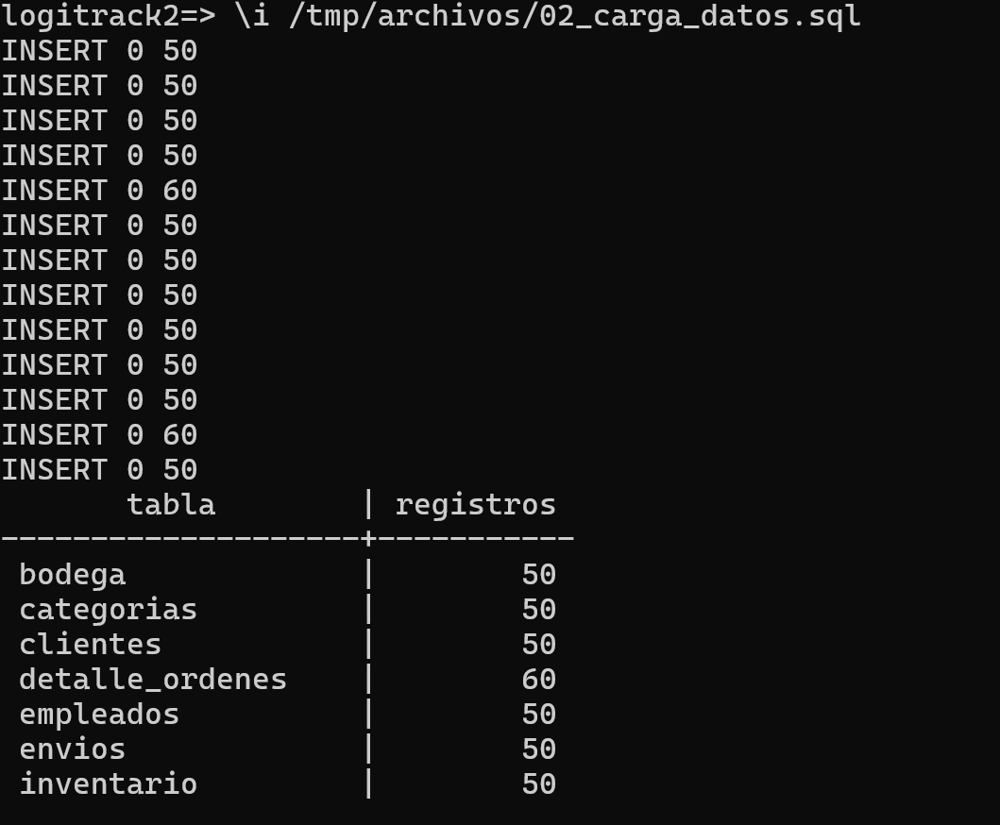 logitrack2=> \i /tmp/archivos/02_carga_datos.sql
INSERT 0 50
INSERT 0 50
INSERT 0 50
INSERT 0 50
INSERT 0 60
INSERT 0 50
INSERT 0 50
INSERT 0 50
INSERT 0 50
INSERT 0 50
INSERT 0 50
INSERT 0 60
INSERT 0 50
       tabla        | registros
--------------------+-----------
 bodega             |        50
 categorias         |        50
 clientes           |        50
 detalle_ordenes    |        60
 empleados          |        50
 envios             |        50
 inventario         |        50